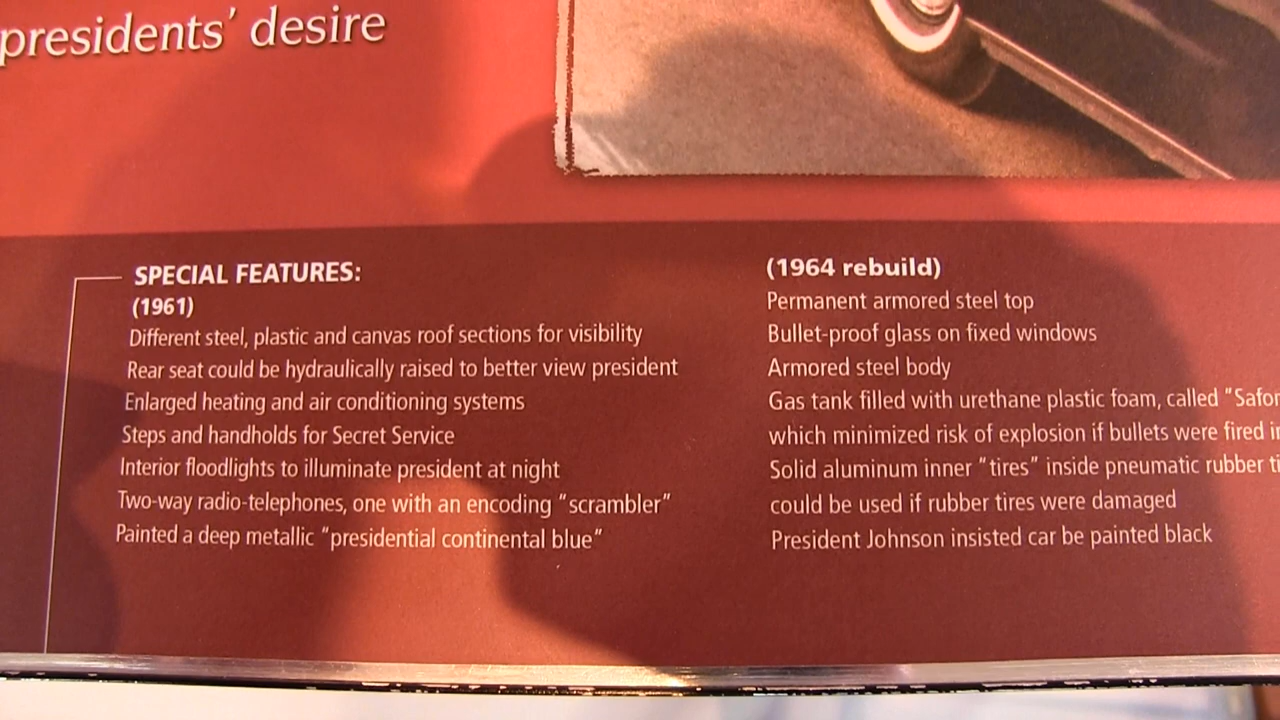 presidents' desire
SPECIAL FEATURES:
(1961)
Different steel, plastic and canvas roof sections for visibility
Rear seat could be hydraulically raised to better view president
Enlarged heating and air conditioning systems
Steps and handholds for Secret Service
Interior floodlights to illuminate president at night
Two-way radio-telephones, one with an encoding "scrambler"
Painted a deep metallic "presidential continental blue"
(1964 rebuild)
Permanent armored steel top
Bullet-proof glass on fixed windows
Armored steel body
Gas tank filled with urethane plastic foam, called
which minimized risk of explosion if bullets were fired
Solid aluminum inner "tires" inside pneumatic rubber
could be used if rubber tires were damaged
President Johnson insisted car be painted black